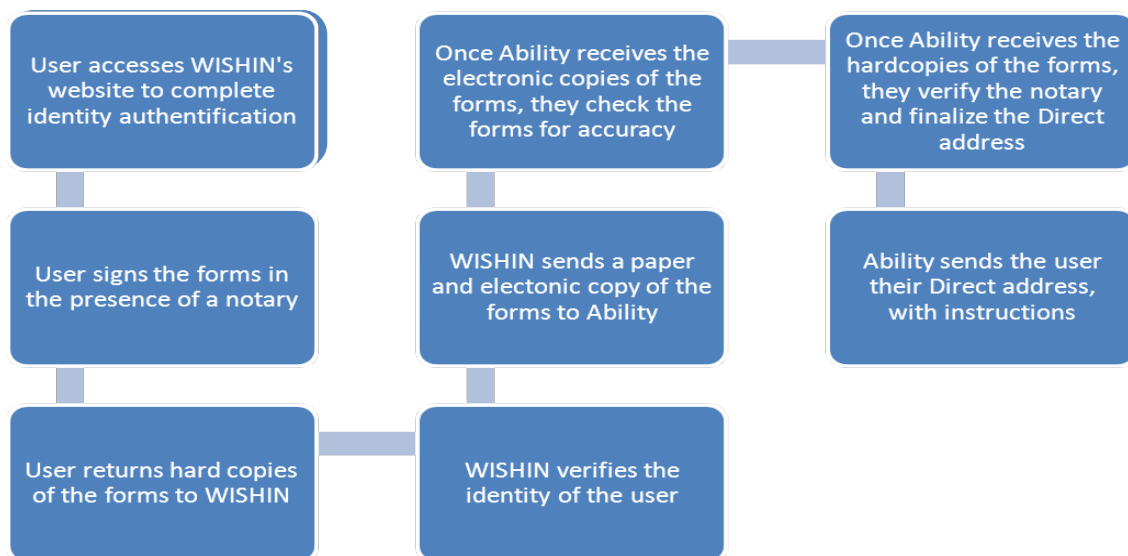 User accesses WISHIN's
website to complete
identity authentification
User signs the forms in
the presence of a notary
User returns hard copies
of the forms to WISHIN
WISHIN verifies the
identity of the user
WISHIN sends a paper
and electonic copy of the
forms to Ability
Once Ability receives the
electronic copies of the
forms, they check the
forms for accuracy
Once Ability receives the
hardcopies of the forms,
they verify the notary
and finalize the Direct
address
Ability sends the user
their Direct address,
with instructions